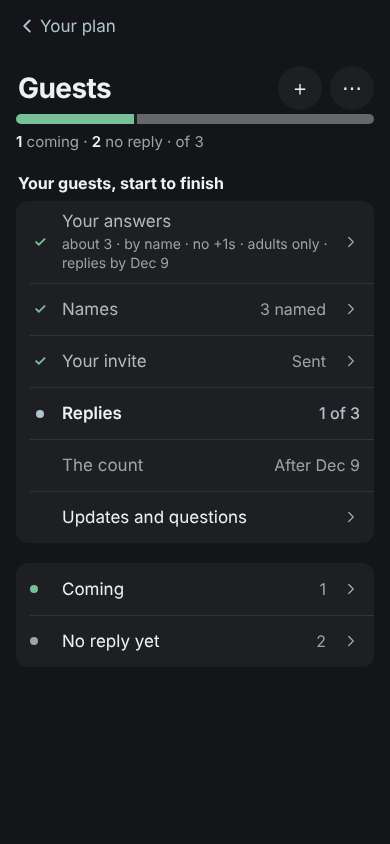 Your plan
Guests
1 coming · 2 no reply · of 3
Your guests, start to finish
Your answers
about 3 · by name · no +1s · adults only ·
replies by Dec 9
Names 3 named
Your invite Sent
Replies 1 of 3
The count After Dec 9
Updates and questions
Coming 1
No reply yet 2